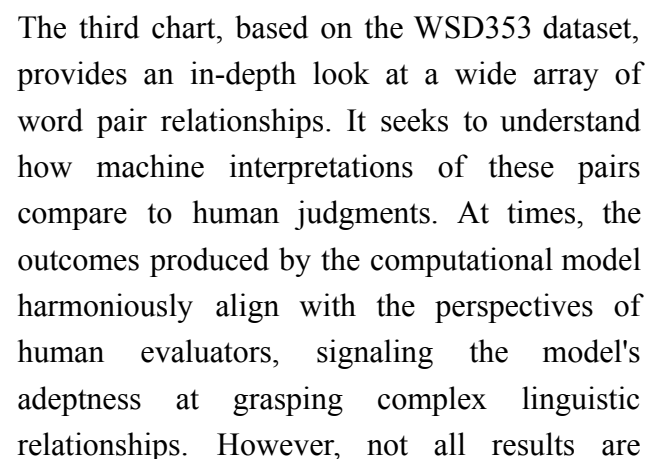 The third chart, based on the WSD353 dataset,
provides an in-depth look at a wide array of
word pair relationships. It seeks to understand
how machine interpretations of these pairs
compare to human judgments. At times, the
outcomes produced by the computational model
harmoniously align with the perspectives of
human evaluators, signaling the model's
adeptness at grasping complex linguistic
relationships. However, not all results are